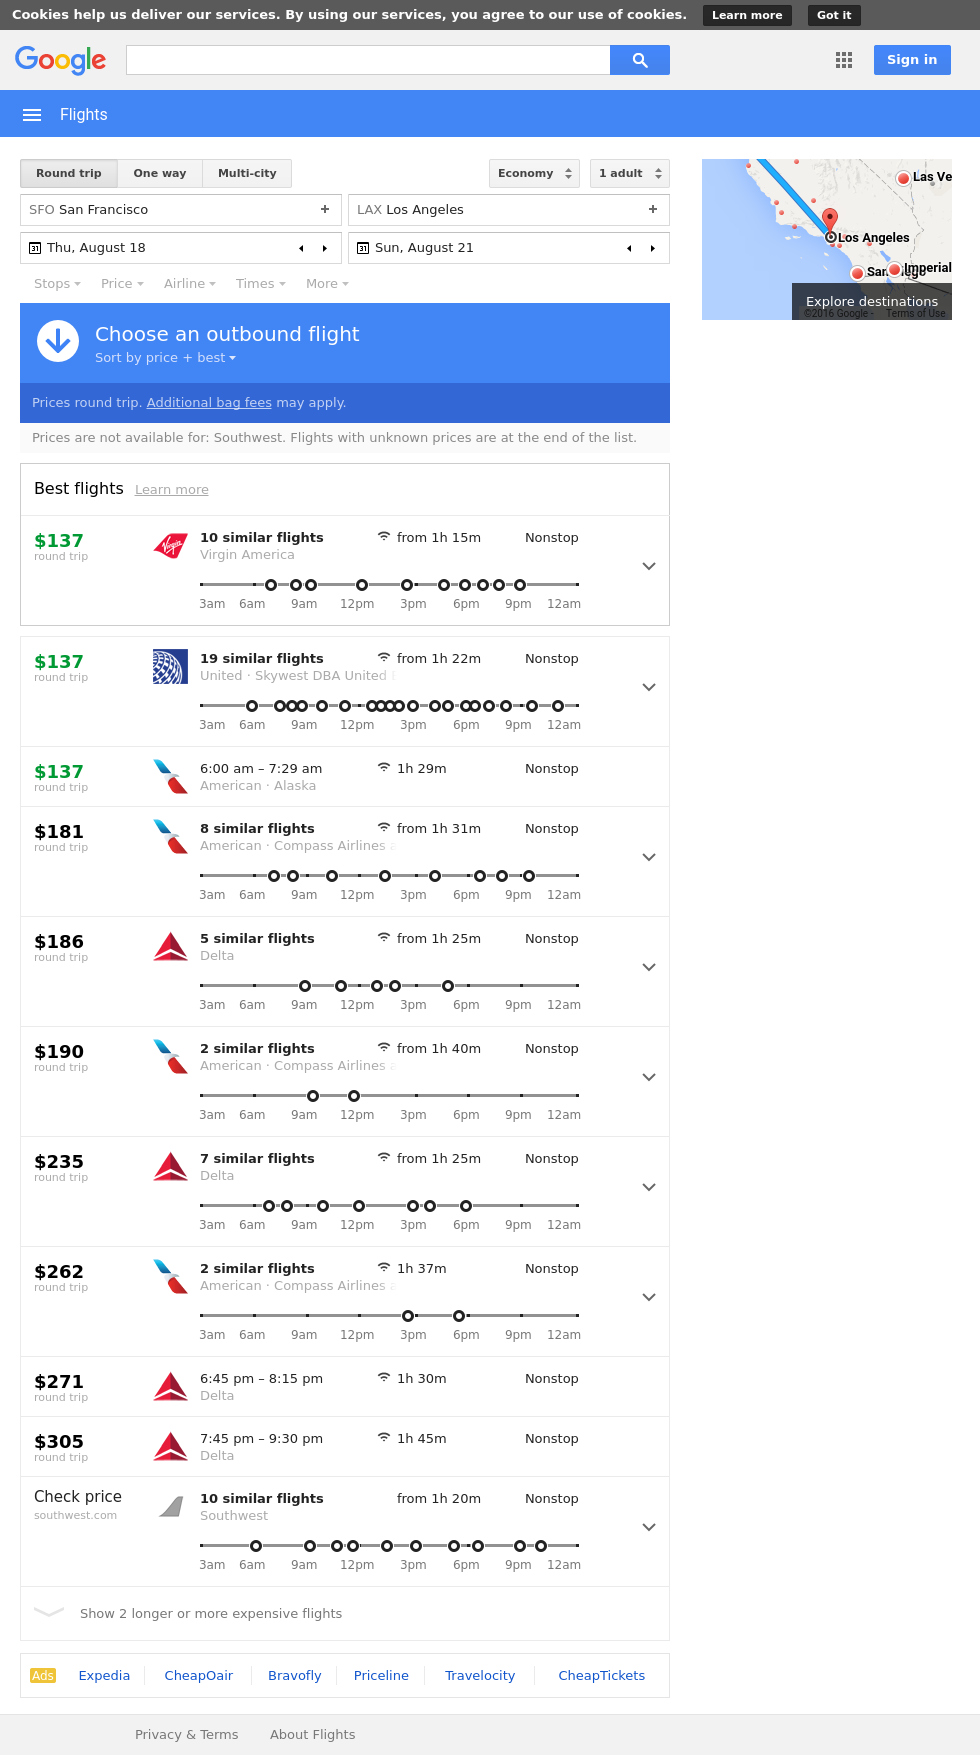 Cookies help us deliver our services. By using our services, you agree to our use of cookies. Learn more Got it
Google Sign in
Flights
Round trip One way Multi-city Economy 1 adult
SFO San Francisco + LAX Los Angeles +
31 Thu, August 18 31 Sun, August 21
Stops Price Airline Times More
Las Ve
Los Angeles
Imperial
Explore destinations
©2016 Google - Terms of Use
Choose an outbound flight
Sort by price + best
Prices round trip. Additional bag fees may apply.
Prices are not available for: Southwest. Flights with unknown prices are at the end of the list.
Best flights Learn more
$137 10 similar flights from 1h 15m Nonstop
round trip Virgin America
3am 6am 9am 12pm 3pm 6pm 9pm 12am
$137 19 similar flights from 1h 22m Nonstop
round trip United · Skywest DBA United
3am 6am 9am 12pm 3pm 6pm 9pm 12am
$137 6:00 am – 7:29 am 1h 29m Nonstop
round trip American · Alaska
$181 8 similar flights from 1h 31m Nonstop
round trip American · Compass Airlines a
3am 6am 9am 12pm 3pm 6pm 9pm 12am
$186 5 similar flights from 1h 25m Nonstop
round trip Delta
3am 6am 9am 12pm 3pm 6pm 9pm 12am
$190 2 similar flights from 1h 40m Nonstop
round trip American · Compass Airlines a
3am 6am 9am 12pm 3pm 6pm 9pm 12am
$235 7 similar flights from 1h 25m Nonstop
round trip Delta
3am 6am 9am 12pm 3pm 6pm 9pm 12am
$262 2 similar flights 1h 37m Nonstop
round trip American · Compass Airlines a
3am 6am 9am 12pm 3pm 6pm 9pm 12am
$271 6:45 pm – 8:15 pm 1h 30m Nonstop
round trip Delta
$305 7:45 pm – 9:30 pm 1h 45m Nonstop
round trip Delta
Check price 10 similar flights from 1h 20m Nonstop
southwest.com Southwest
3am 6am 9am 12pm 3pm 6pm 9pm 12am
Show 2 longer or more expensive flights
Ads Expedia CheapOair Bravofly Priceline Travelocity CheapTickets
Privacy & Terms About Flights